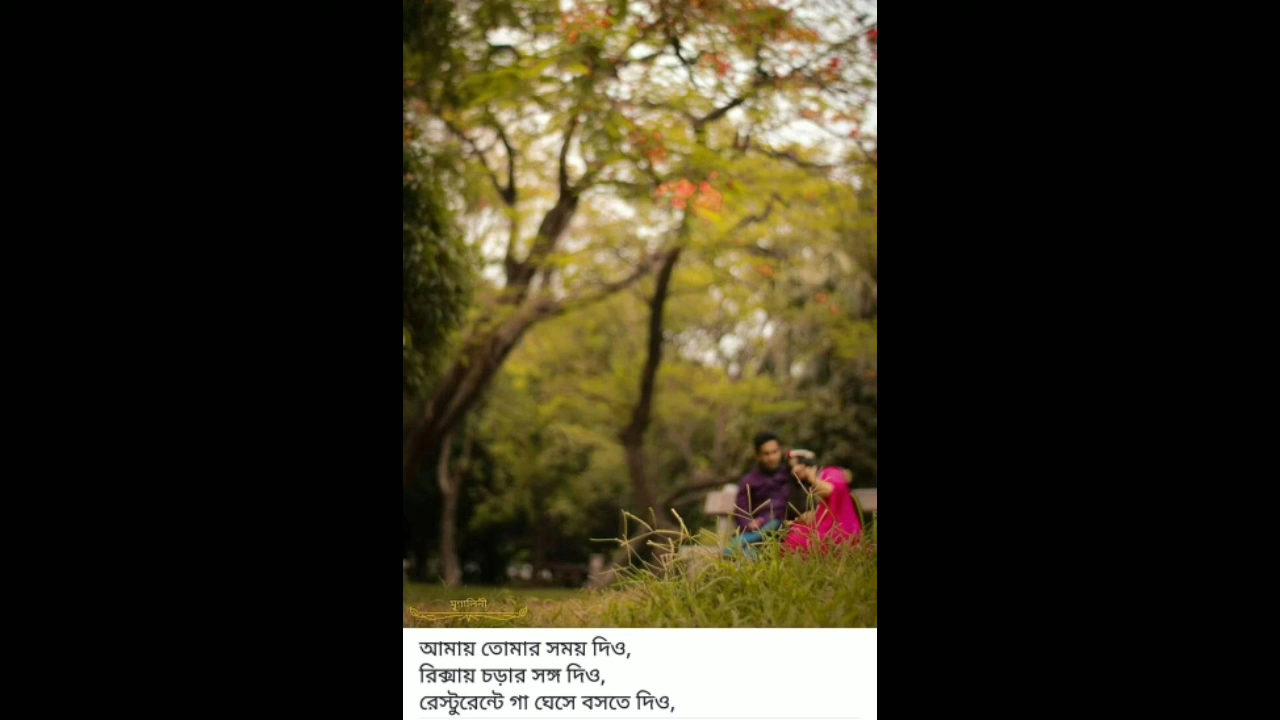 মৃণালিনী
আমায় তোমার সময় দিও,
রিক্সায় চড়ার সঙ্গ দিও,
রেস্টুরেন্টে গা ঘেসে বসতে দিও,